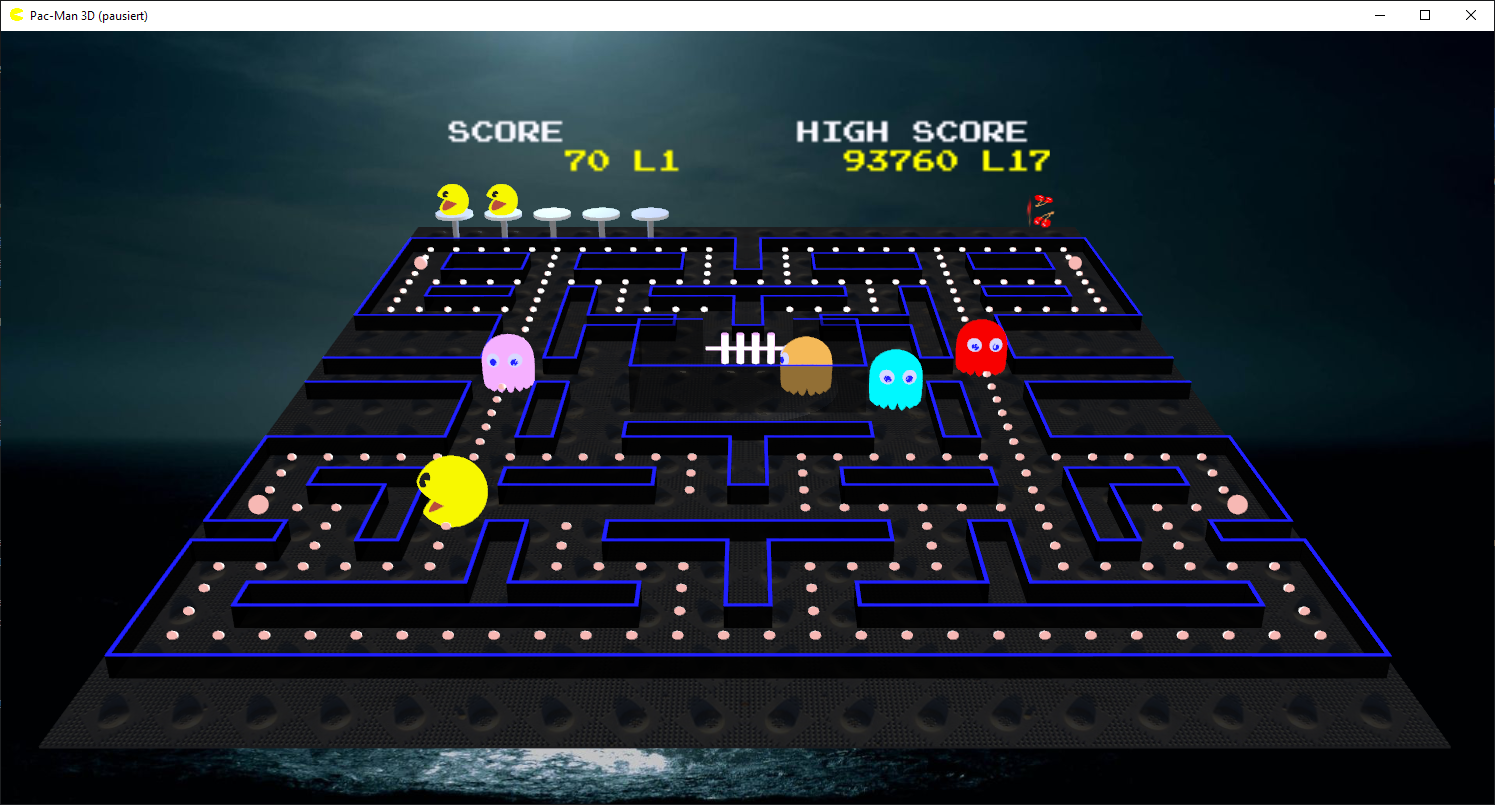 Pac-Man 3D (pausiert)
SCORE
70 L1
HIGH SCORE
93760 L17